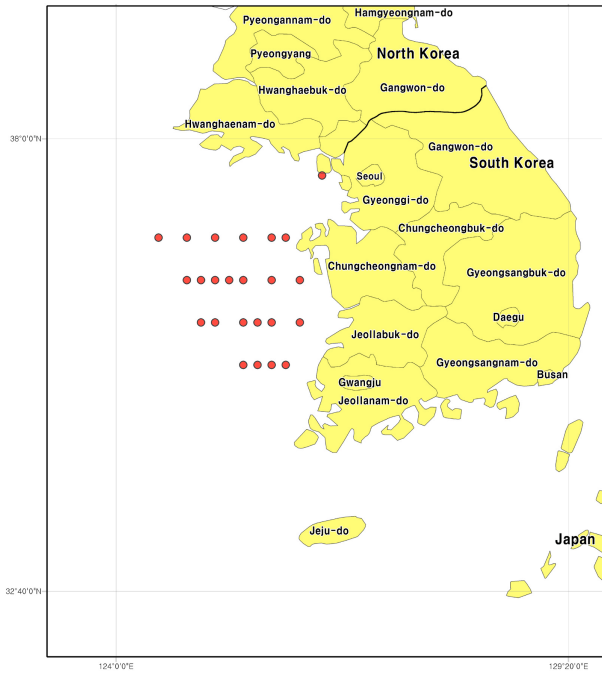 Hamgyeongnam-do
Pyeongannam-do
Pyeongyang
North Korea
Hwanghaebuk-do
Gangwon-do
Hwanghaenam-do
38°0'0"N
Gangwon-do
South Korea
Seoul
Gyeonggi-do
Chungcheongbuk-do
Chungcheongnam-do
Gyeongsangbuk-do
Daegu
Jeollabuk-do
Gyeongsangnam-do
Busan
Gwangju
Jeollanam-do
Jeju-do
Japan
32°40'0"N
124°0'0"E
129°20'0"E